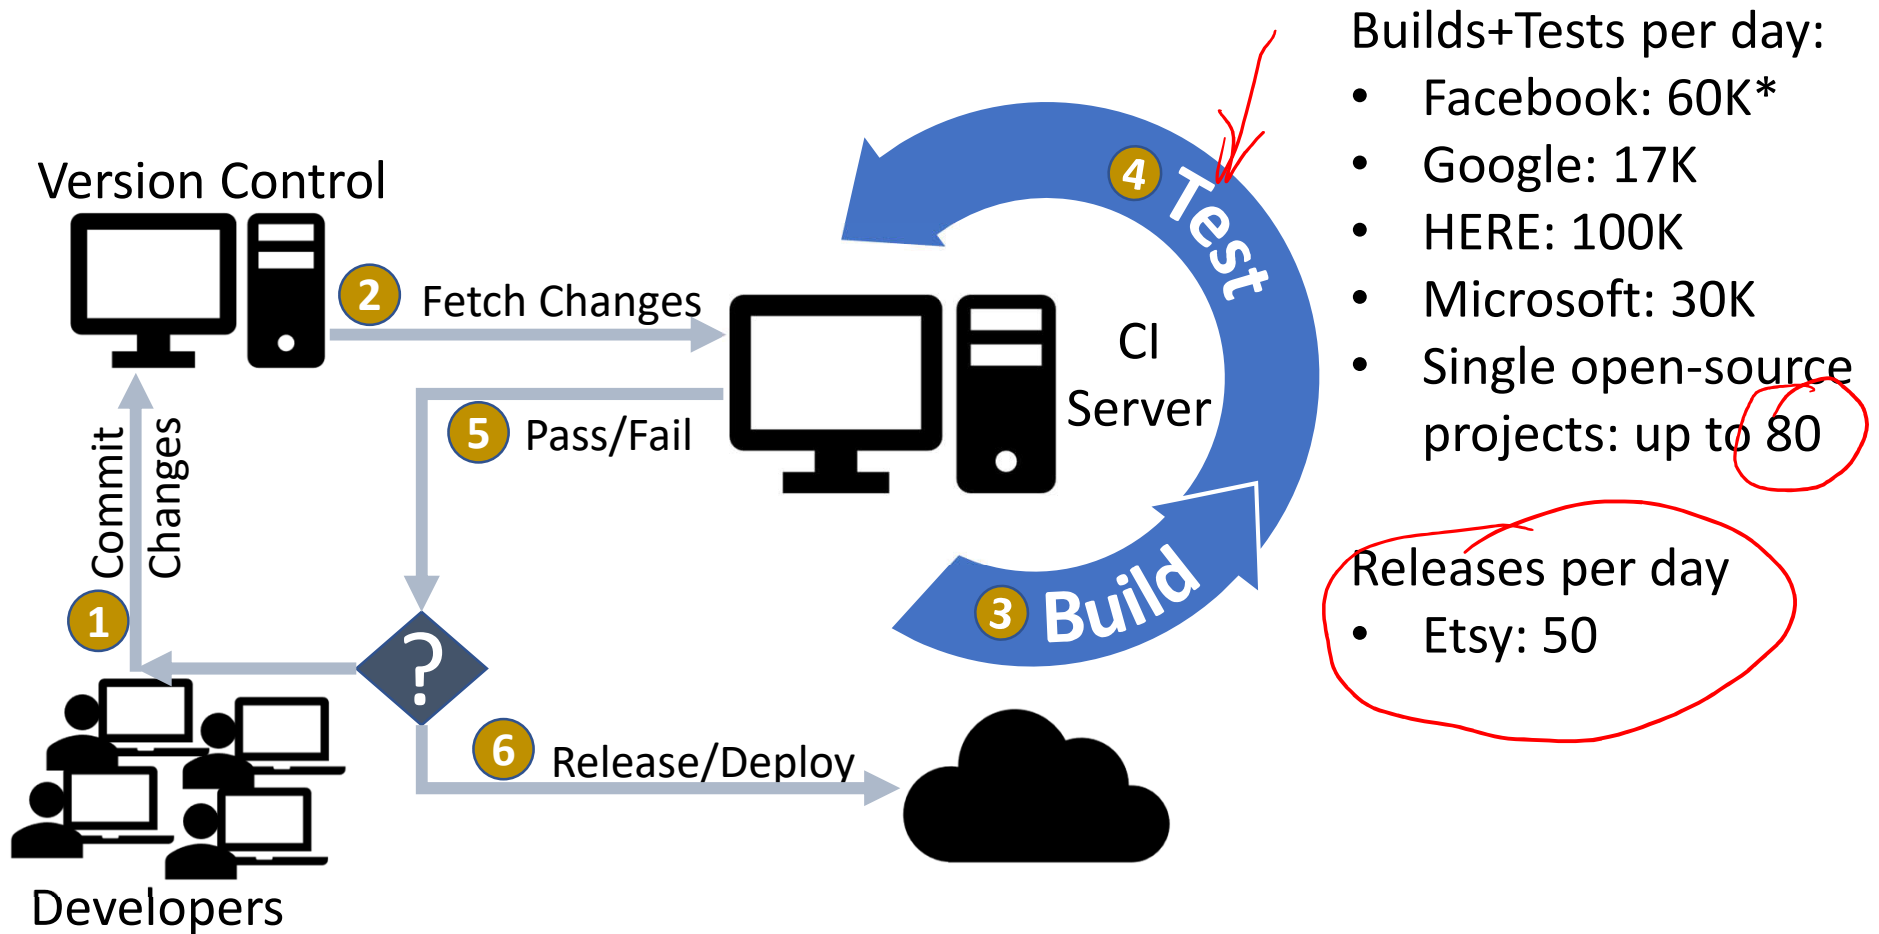 Version Control
2
Fetch Changes
Commit
Changes
1
Developers
5
Pass/Fail
?
6
Release/Deploy
CI
Server
3
Build
4
Test
Builds+Tests per day:
• Facebook: 60K*
• Google: 17K
• HERE: 100K
• Microsoft: 30K
• Single open-source
projects: up to 80
Releases per day
• Etsy: 50